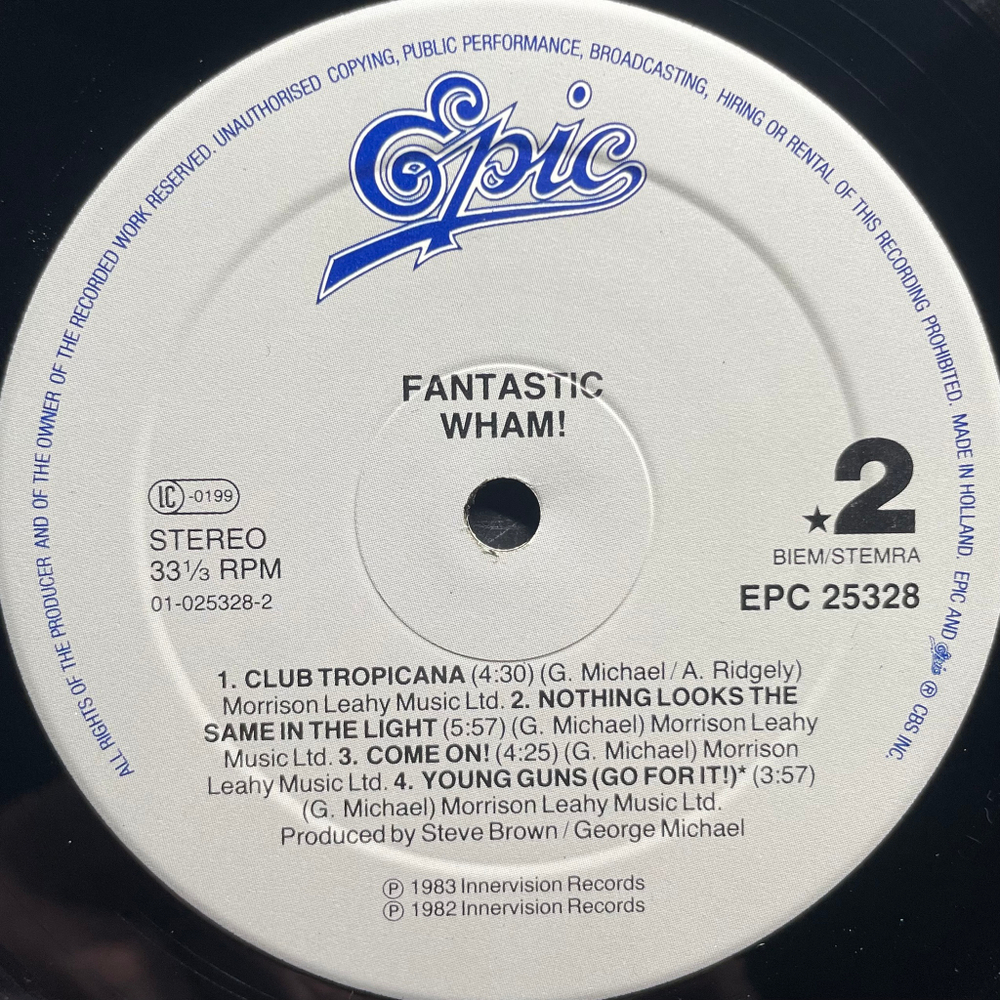 ALL RIGHTS OF THE PRODUCER AND OF THE OWNER OF THE RECORDED WORK RESERVED. UNAUTHORISED COPYING, PUBLIC PERFORMANCE, BROADCASTING, HIRING OR RENTAL OF THIS RECORDING PROHIBITED. MADE IN HOLLAND. EPIC AND Epic ® CBS INC.
Epic
FANTASTIC
WHAM!
LC -0199
STEREO
33 1/3 RPM
01-025328-2
★2
BIEM/STEMRA
EPC 25328
1. CLUB TROPICANA (4:30) (G. Michael / A. Ridgely)
Morrison Leahy Music Ltd. 2. NOTHING LOOKS THE
SAME IN THE LIGHT (5:57) (G. Michael) Morrison Leahy
Music Ltd. 3. COME ON! (4:25) (G. Michael) Morrison
Leahy Music Ltd. 4. YOUNG GUNS (GO FOR IT!)* (3:57)
(G. Michael) Morrison Leahy Music Ltd.
Produced by Steve Brown / George Michael
℗ 1983 Innervision Records
℗ 1982 Innervision Records